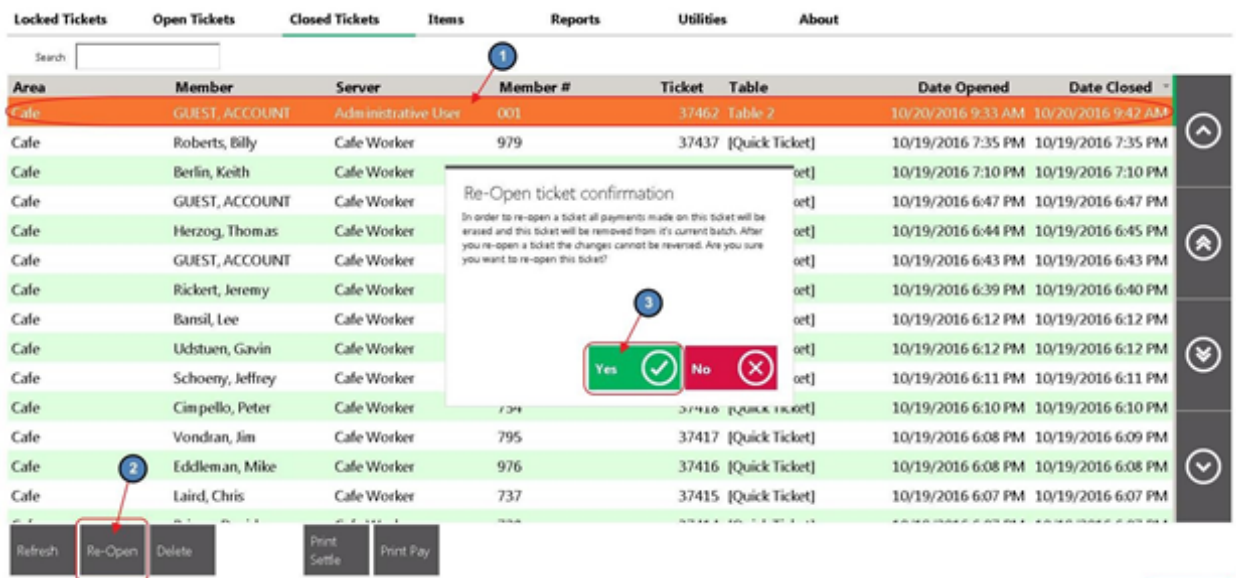 Locked Tickets Open Tickets Closed Tickets Items Reports Utilities About
Search
1
Area Member Server Member # Ticket Table Date Opened Date Closed
Cafe GUEST, ACCOUNT Administrative User 001 37462 Table 2 10/20/2016 9:33 AM 10/20/2016 9:42 AM
Cafe Roberts, Billy Cafe Worker 979 37437 [Quick Ticket] 10/19/2016 7:35 PM 10/19/2016 7:35 PM
Cafe Berlin, Keith Cafe Worker 10/19/2016 7:10 PM 10/19/2016 7:10 PM
Cafe GUEST, ACCOUNT Cafe Worker 10/19/2016 6:47 PM 10/19/2016 6:47 PM
Cafe Herzog, Thomas Cafe Worker 10/19/2016 6:44 PM 10/19/2016 6:45 PM
Cafe GUEST, ACCOUNT Cafe Worker 10/19/2016 6:43 PM 10/19/2016 6:43 PM
Cafe Rickert, Jeremy Cafe Worker 10/19/2016 6:39 PM 10/19/2016 6:40 PM
Cafe Bansil, Lee Cafe Worker 10/19/2016 6:12 PM 10/19/2016 6:12 PM
Cafe Udstuen, Gavin Cafe Worker 10/19/2016 6:12 PM 10/19/2016 6:12 PM
Cafe Schoeny, Jeffrey Cafe Worker 10/19/2016 6:11 PM 10/19/2016 6:11 PM
Cafe Cimpello, Peter Cafe Worker 754 37418 [Quick Ticket] 10/19/2016 6:10 PM 10/19/2016 6:10 PM
Cafe Vondran, Jim Cafe Worker 795 37417 [Quick Ticket] 10/19/2016 6:08 PM 10/19/2016 6:09 PM
Cafe Eddleman, Mike Cafe Worker 976 37416 [Quick Ticket] 10/19/2016 6:08 PM 10/19/2016 6:08 PM
Cafe Laird, Chris Cafe Worker 737 37415 [Quick Ticket] 10/19/2016 6:07 PM 10/19/2016 6:07 PM
Re-Open ticket confirmation
In order to re-open a ticket all payments made on this ticket will be
erased and this ticket will be removed from it's current batch. After
you re-open a ticket the changes cannot be reversed. Are you sure
you want to re-open this ticket?
3
Yes No
2
Refresh Re-Open Delete Print Settle Print Pay